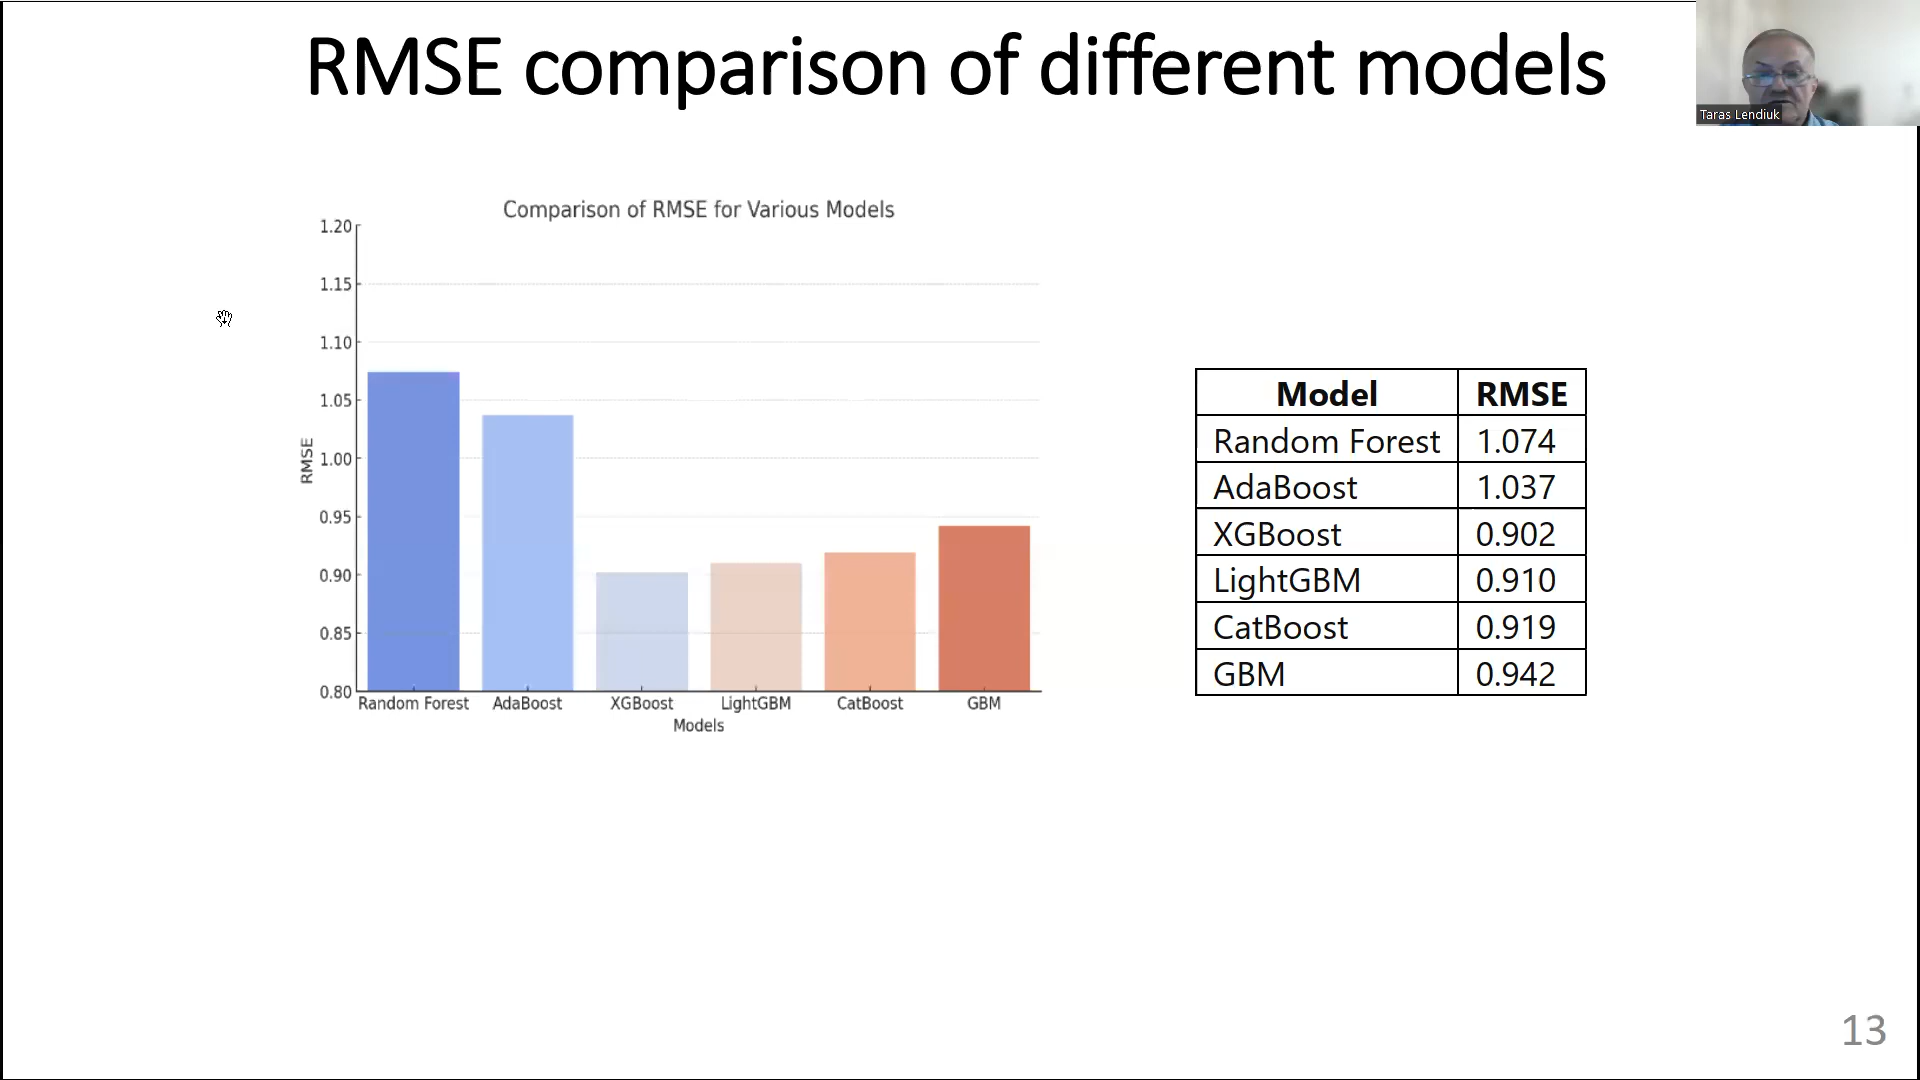 RMSE comparison of different models
Taras Lendiuk
Comparison of RMSE for Various Models
1.20
1.15
1.10
1.05
1.00
0.95
0.90
0.85
0.80
RMSE
Random Forest AdaBoost XGBoost LightGBM CatBoost GBM
Models
Model RMSE
Random Forest 1.074
AdaBoost 1.037
XGBoost 0.902
LightGBM 0.910
CatBoost 0.919
GBM 0.942
13